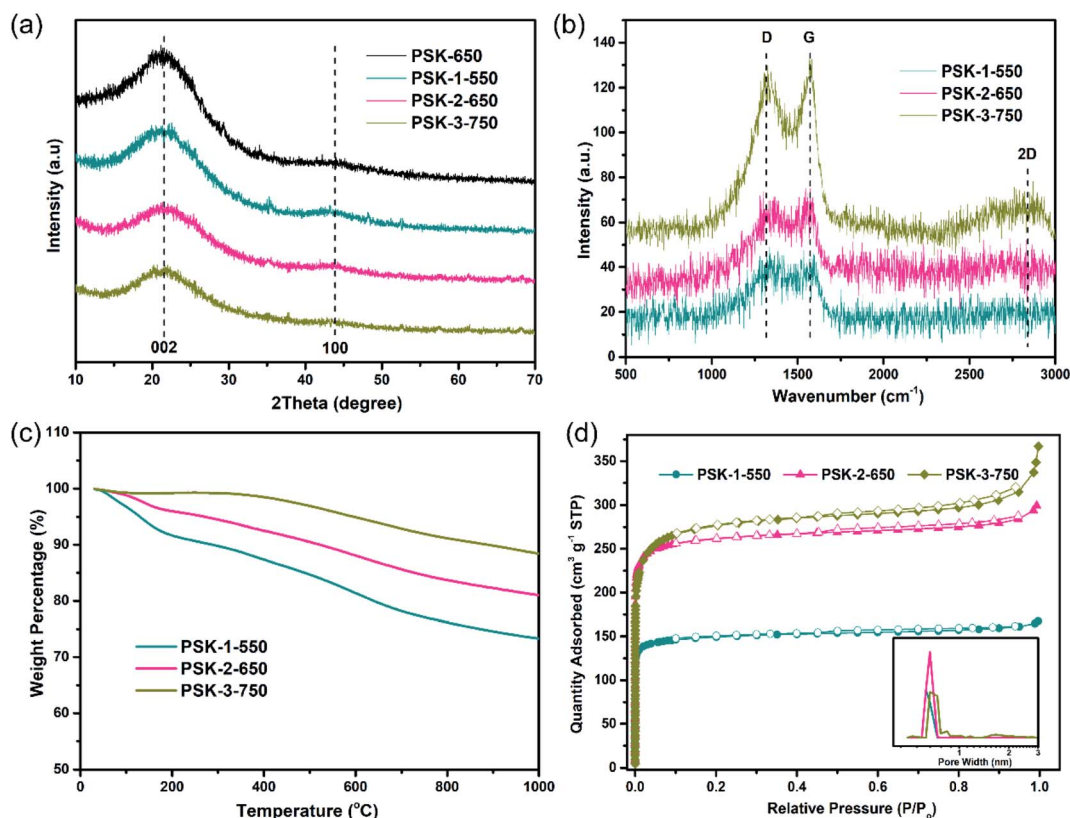 (a)
PSK-650
PSK-1-550
PSK-2-650
PSK-3-750
Intensity (a.u)
002
100
10 20 30 40 50 60 70
2Theta (degree)
(b)
D
G
2D
PSK-1-550
PSK-2-650
PSK-3-750
Intensity (a.u.)
140
120
100
80
60
40
20
0
500 1000 1500 2000 2500 3000
Wavenumber (cm⁻¹)
(c)
Weight Percentage (%)
110
100
90
80
70
60
50
PSK-1-550
PSK-2-650
PSK-3-750
0 200 400 600 800 1000
Temperature (°C)
(d)
PSK-1-550 PSK-2-650 PSK-3-750
Quantity Adsorbed (cm³ g⁻¹ STP)
350
300
250
200
150
100
50
0
1 2 3
Pore Width (nm)
0.0 0.2 0.4 0.6 0.8 1.0
Relative Pressure (P/Pₒ)